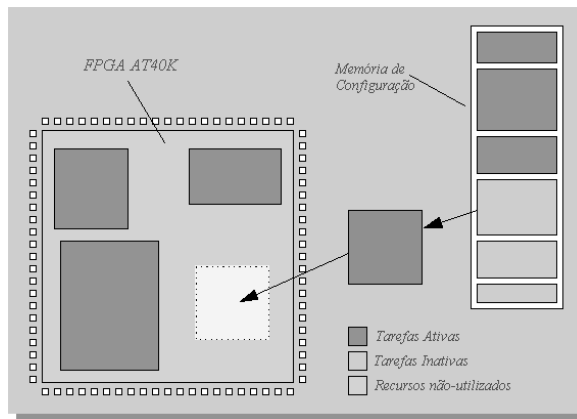 FPGA AT40K
Memória de
Configuração
Tarefas Ativas
Tarefas Inativas
Recursos não-utilizados